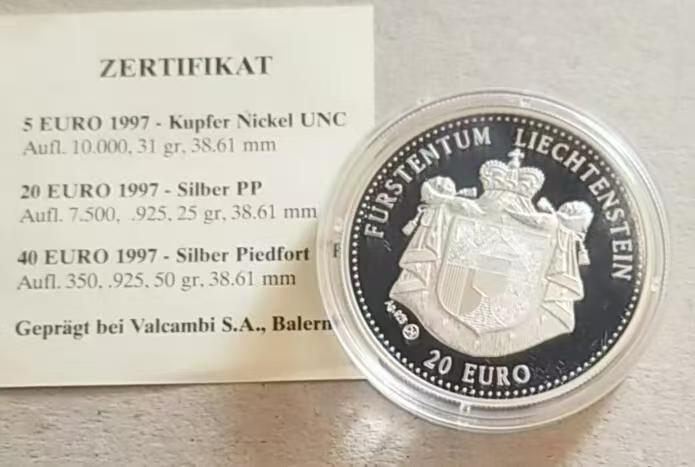 ZERTIFIKAT
5 EURO 1997 - Kupfer Nickel UNC
Aufl. 10.000, 31 gr, 38.61 mm
20 EURO 1997 - Silber PP
Aufl. 7.500, .925, 25 gr, 38.61 mm
40 EURO 1997 - Silber Piedfort
Aufl. 350, .925, 50 gr, 38.61 mm
Geprägt bei Valcambi S.A., Balern
FÜRSTENTUM LIECHTENSTEIN
Ag.925
20 EURO